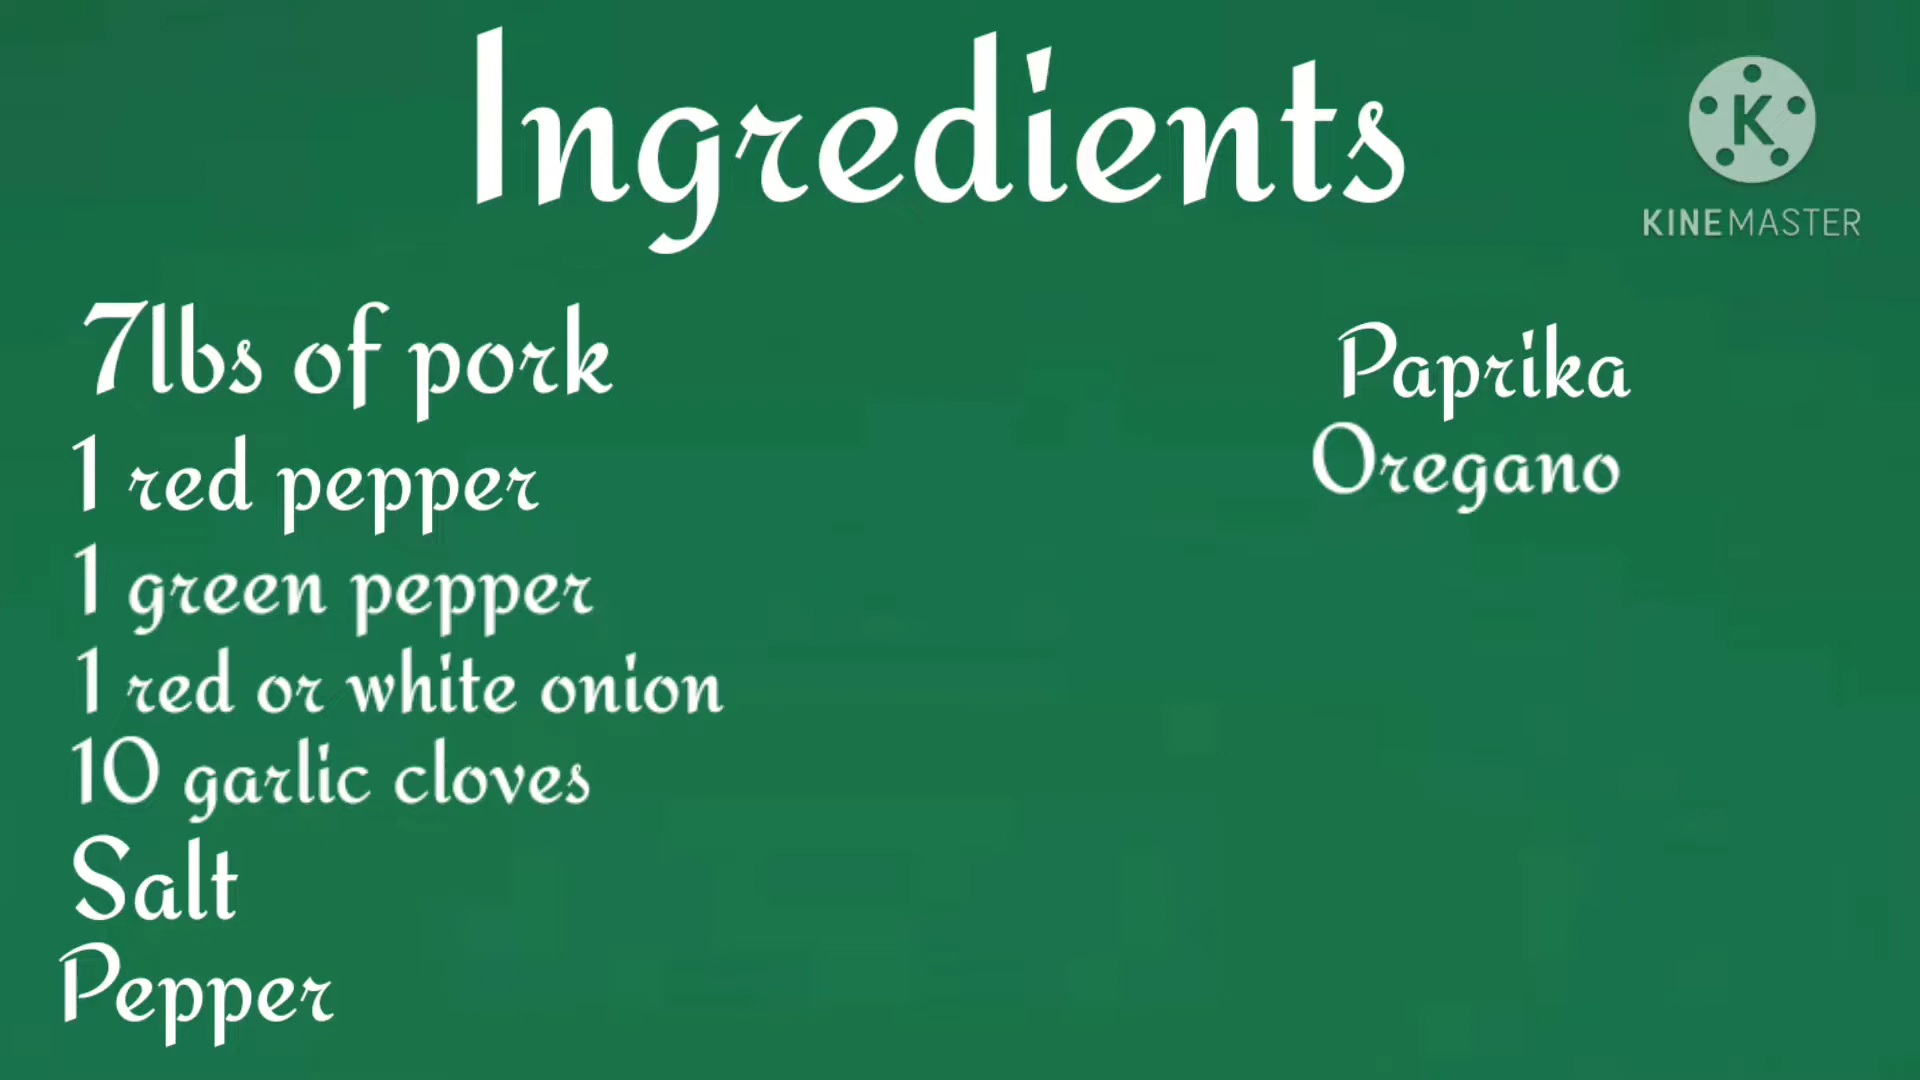 Ingredients
KINEMASTER
7lbs of pork
1 red pepper
1 green pepper
1 red or white onion
10 garlic cloves
Salt
Pepper
Paprika
Oregano